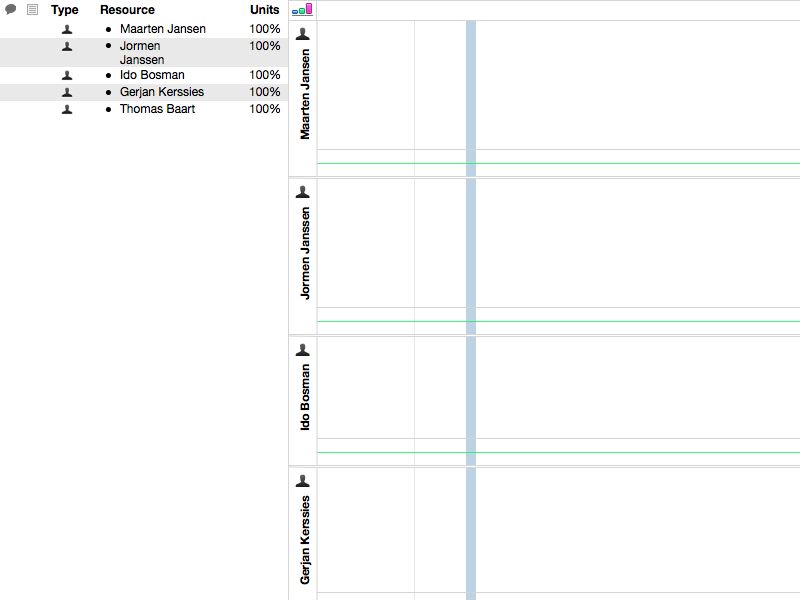 Type Resource Units
• Maarten Jansen 100%
• Jormen 100%
Janssen
• Ido Bosman 100%
• Gerjan Kerssies 100%
• Thomas Baart 100%
Maarten Jansen
Jormen Janssen
Ido Bosman
Gerjan Kerssies